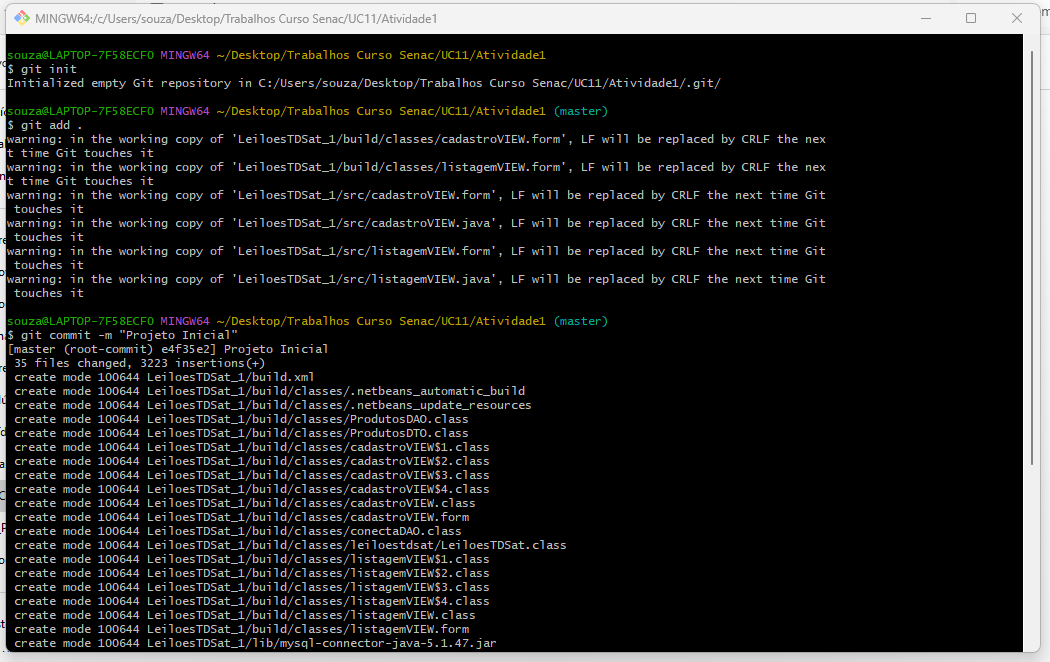 MINGW64:/c/Users/souza/Desktop/Trabalhos Curso Senac/UC11/Atividade1
souza@LAPTOP-7F58ECFO MINGW64 ~/Desktop/Trabalhos Curso Senac/UC11/Atividade1
$ git init
Initialized empty Git repository in C:/Users/souza/Desktop/Trabalhos Curso Senac/UC11/Atividade1/.git/
souza@LAPTOP-7F58ECFO MINGW64 ~/Desktop/Trabalhos Curso Senac/UC11/Atividade1 (master)
$ git add .
warning: in the working copy of 'LeiloesTDSat_1/build/classes/cadastroVIEW.form', LF will be replaced by CRLF the nex
t time Git touches it
warning: in the working copy of 'LeiloesTDSat_1/build/classes/listagemVIEW.form', LF will be replaced by CRLF the nex
t time Git touches it
warning: in the working copy of 'LeiloesTDSat_1/src/cadastroVIEW.form', LF will be replaced by CRLF the next time Git
 touches it
warning: in the working copy of 'LeiloesTDSat_1/src/cadastroVIEW.java', LF will be replaced by CRLF the next time Git
 touches it
warning: in the working copy of 'LeiloesTDSat_1/src/listagemVIEW.form', LF will be replaced by CRLF the next time Git
 touches it
warning: in the working copy of 'LeiloesTDSat_1/src/listagemVIEW.java', LF will be replaced by CRLF the next time Git
 touches it
souza@LAPTOP-7F58ECFO MINGW64 ~/Desktop/Trabalhos Curso Senac/UC11/Atividade1 (master)
$ git commit -m "Projeto Inicial"
[master (root-commit) e4f35e2] Projeto Inicial
 35 files changed, 3223 insertions(+)
 create mode 100644 LeiloesTDSat_1/build.xml
 create mode 100644 LeiloesTDSat_1/build/classes/.netbeans_automatic_build
 create mode 100644 LeiloesTDSat_1/build/classes/.netbeans_update_resources
 create mode 100644 LeiloesTDSat_1/build/classes/ProdutosDAO.class
 create mode 100644 LeiloesTDSat_1/build/classes/ProdutosDTO.class
 create mode 100644 LeiloesTDSat_1/build/classes/cadastroVIEW$1.class
 create mode 100644 LeiloesTDSat_1/build/classes/cadastroVIEW$2.class
 create mode 100644 LeiloesTDSat_1/build/classes/cadastroVIEW$3.class
 create mode 100644 LeiloesTDSat_1/build/classes/cadastroVIEW$4.class
 create mode 100644 LeiloesTDSat_1/build/classes/cadastroVIEW.class
 create mode 100644 LeiloesTDSat_1/build/classes/cadastroVIEW.form
 create mode 100644 LeiloesTDSat_1/build/classes/conectaDAO.class
 create mode 100644 LeiloesTDSat_1/build/classes/leiloestdsat/LeiloesTDSat.class
 create mode 100644 LeiloesTDSat_1/build/classes/listagemVIEW$1.class
 create mode 100644 LeiloesTDSat_1/build/classes/listagemVIEW$2.class
 create mode 100644 LeiloesTDSat_1/build/classes/listagemVIEW$3.class
 create mode 100644 LeiloesTDSat_1/build/classes/listagemVIEW$4.class
 create mode 100644 LeiloesTDSat_1/build/classes/listagemVIEW.class
 create mode 100644 LeiloesTDSat_1/build/classes/listagemVIEW.form
 create mode 100644 LeiloesTDSat_1/lib/mysql-connector-java-5.1.47.jar